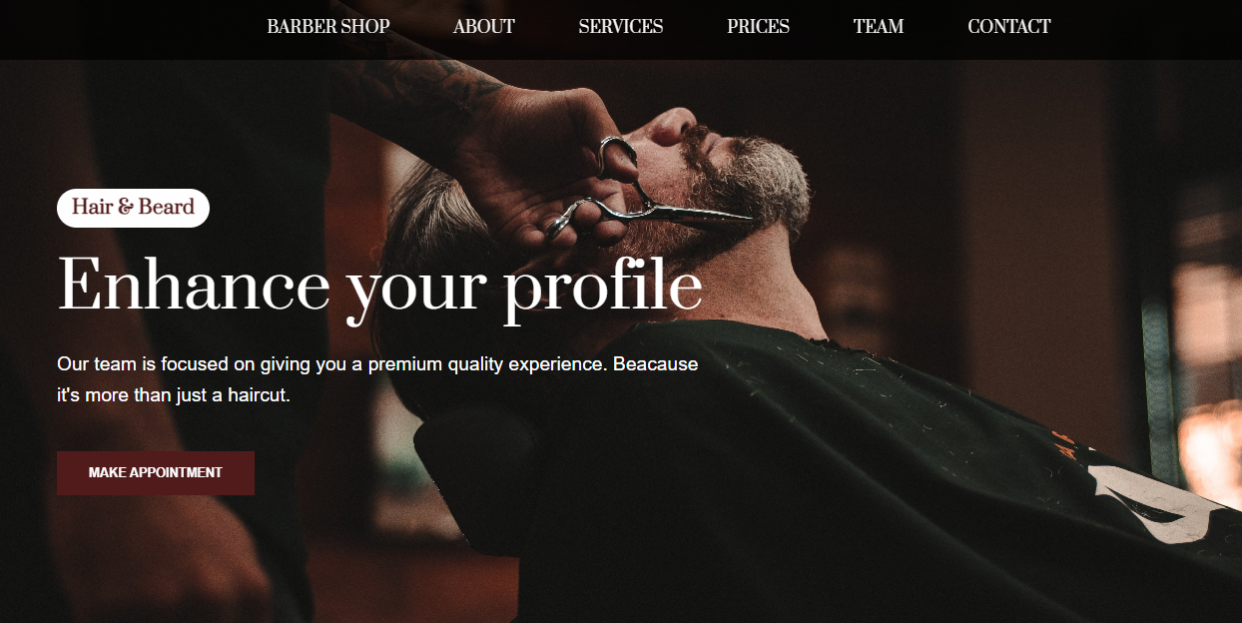 BARBER SHOP ABOUT SERVICES PRICES TEAM CONTACT
Hair & Beard
Enhance your profile
Our team is focused on giving you a premium quality experience. Beacause
it's more than just a haircut.
MAKE APPOINTMENT